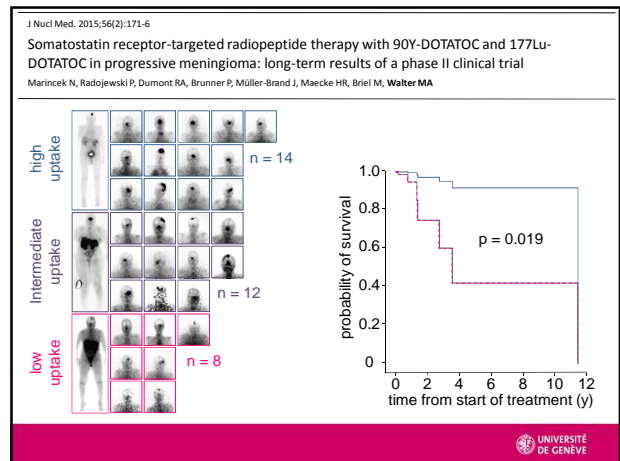 J Nucl Med. 2015;56(2):171-6
Somatostatin receptor-targeted radiopeptide therapy with 90Y-DOTATOC and 177Lu-
DOTATOC in progressive meningioma: long-term results of a phase II clinical trial
Marincek N, Radojewski P, Dumont RA, Brunner P, Müller-Brand J, Maecke HR, Briel M, Walter MA
high
uptake
n = 14
Intermediate
uptake
n = 12
low
uptake
n = 8
probability of survival
1.0
0.8
0.6
0.4
0.2
0
p = 0.019
0 2 4 6 8 10 12
time from start of treatment (y)
UNIVERSITÉ
DE GENÈVE